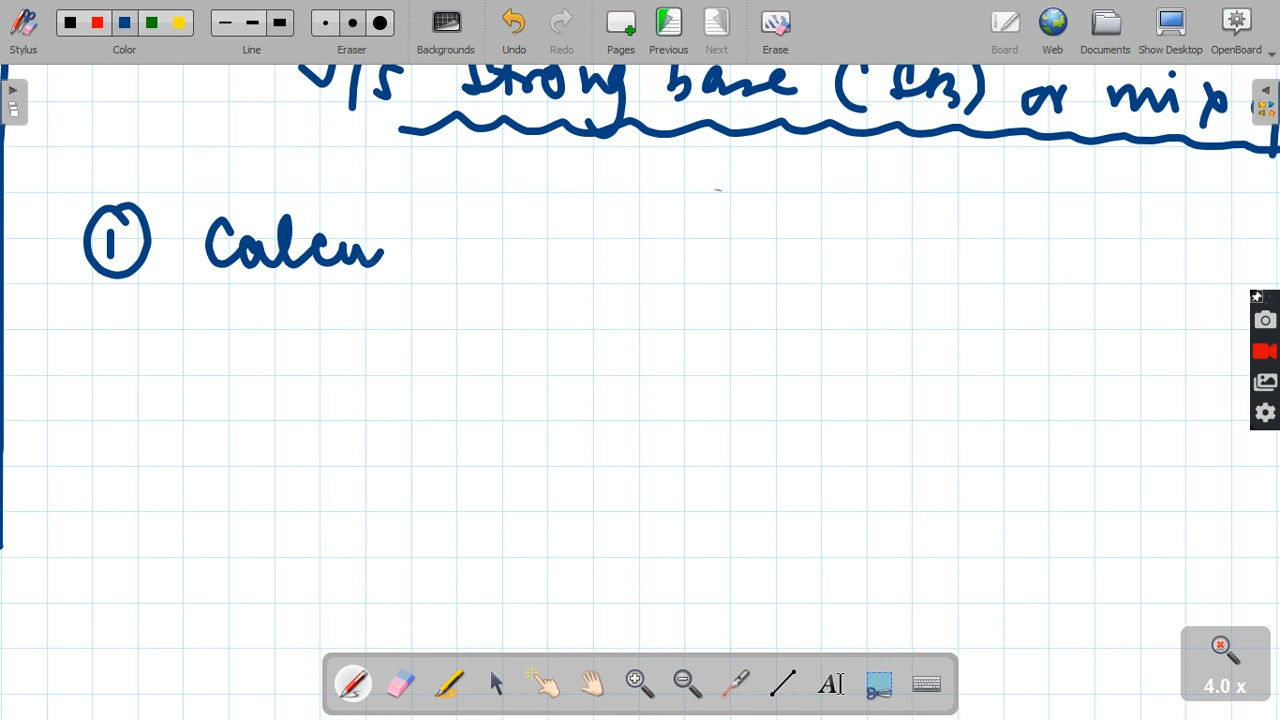 Stylus Color Line Eraser Backgrounds Undo Redo Pages Previous Next Erase Board Web Documents Show Desktop OpenBoard
v/s strong base (SB) or mix
① Calcu
4.0 x